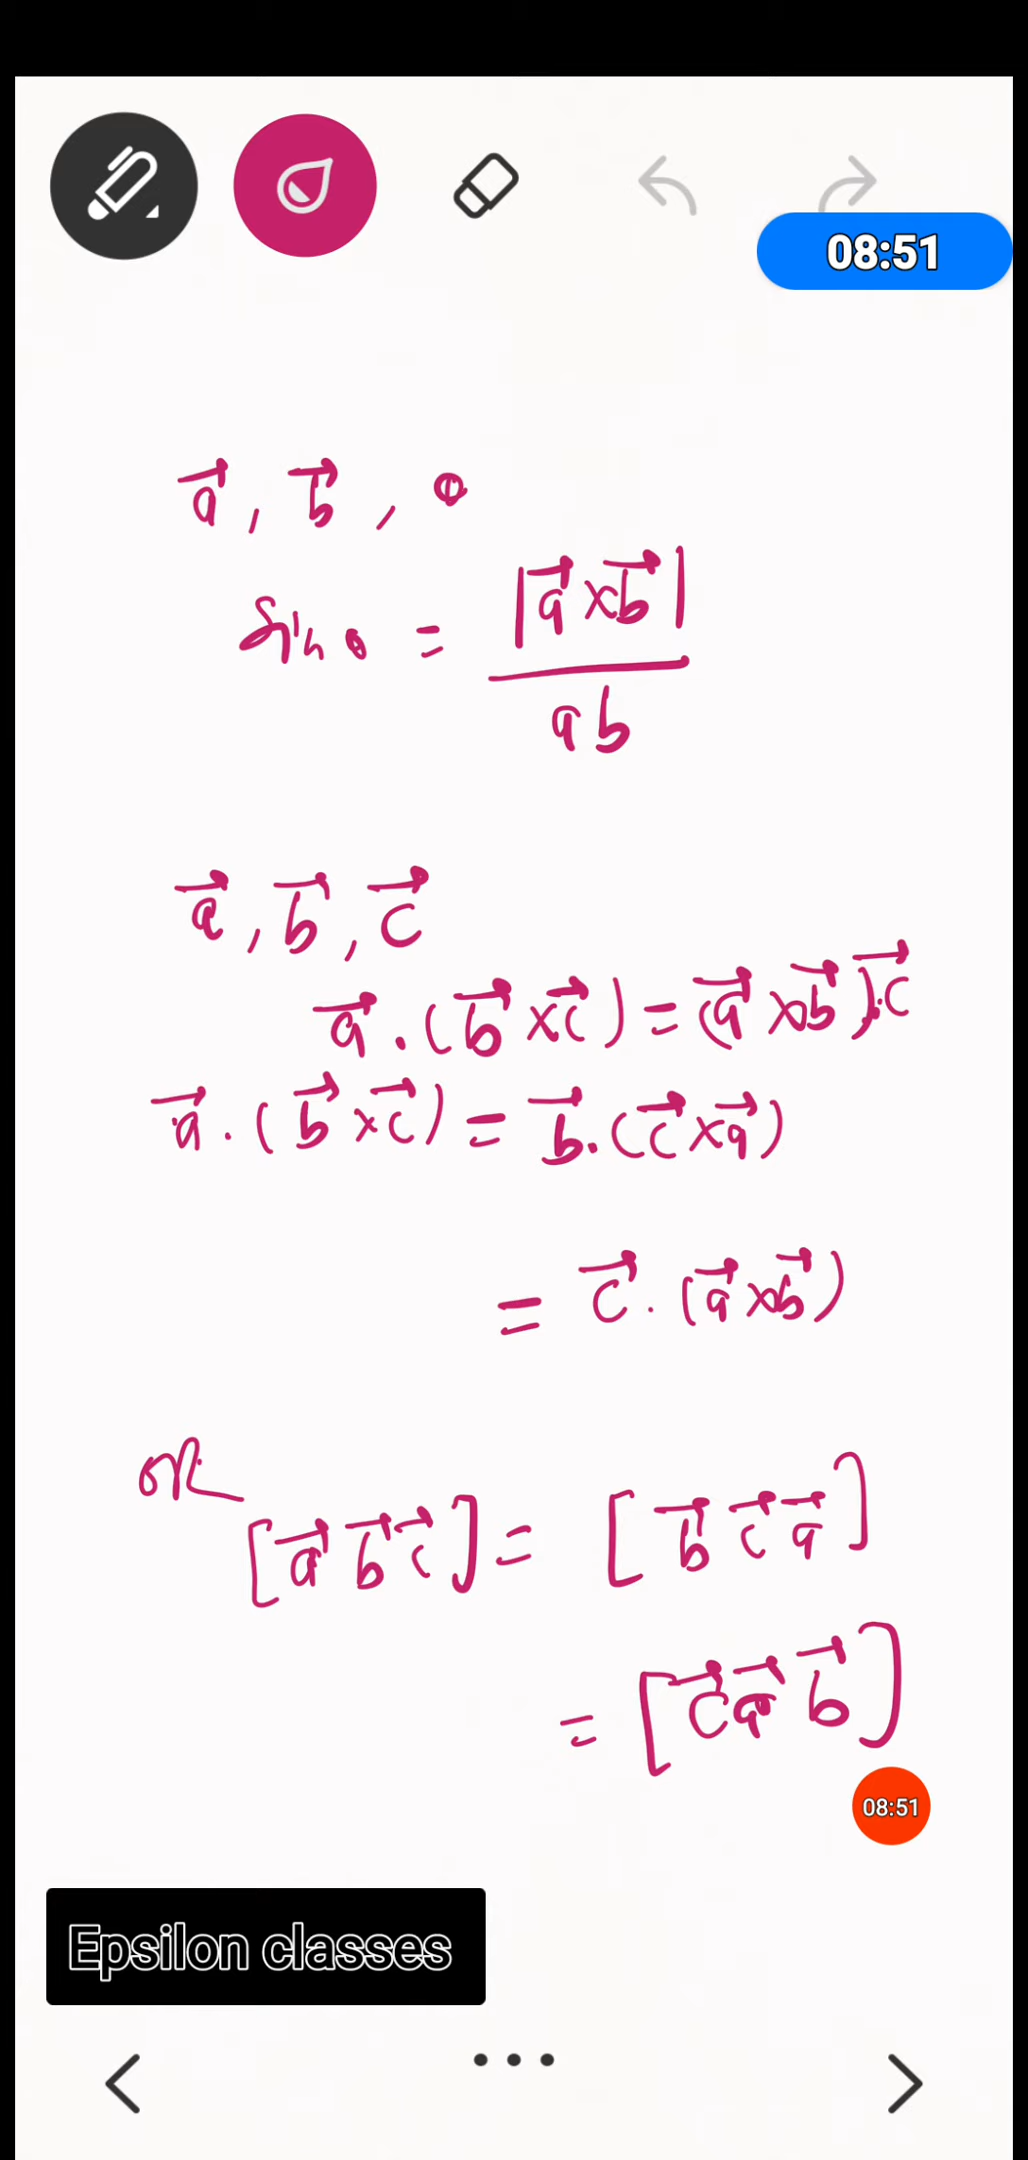 08:51
a⃗, b⃗, θ
sin θ = |a⃗ × b⃗| / ab
a⃗, b⃗, c⃗
a⃗ . (b⃗ × c⃗) = (a⃗ × b⃗).c⃗
a⃗ . (b⃗ × c⃗) = b⃗.(c⃗ × a⃗)
= c⃗ . (a⃗ × b⃗)
OR
[a⃗ b⃗ c⃗] = [b⃗ c⃗ a⃗]
= [c⃗ a⃗ b⃗]
08:51
Epsilon classes